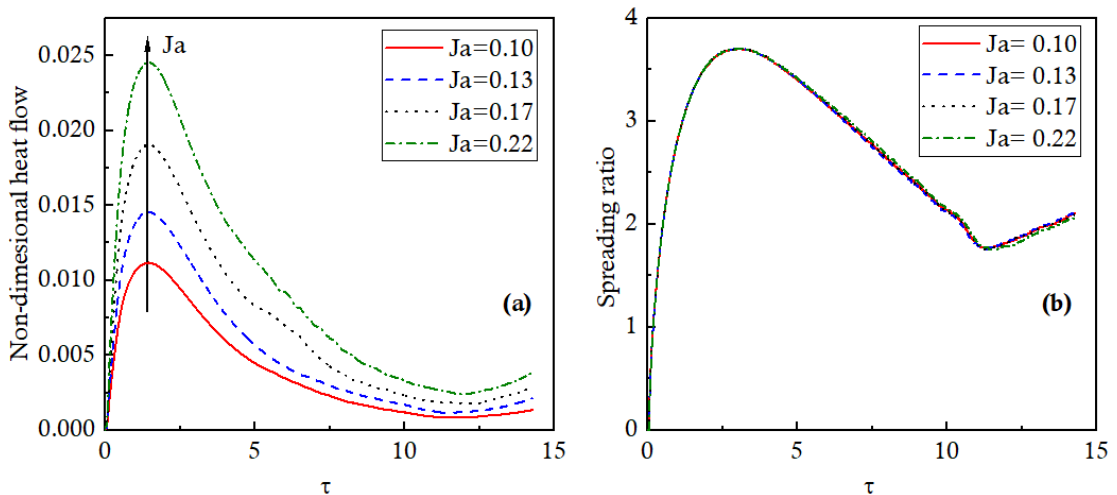 Non-dimesional heat flow
0.025
0.020
0.015
0.010
0.005
0.000
Ja
Ja=0.10
Ja=0.13
Ja=0.17
Ja=0.22
(a)
0
5
10
15
τ
Spreading ratio
4
3
2
1
0
Ja= 0.10
Ja= 0.13
Ja= 0.17
Ja= 0.22
(b)
0
5
10
15
τ